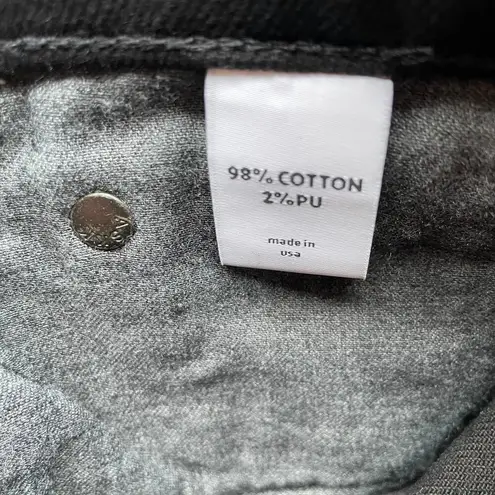 98% COTTON
2% PU
made in
usa